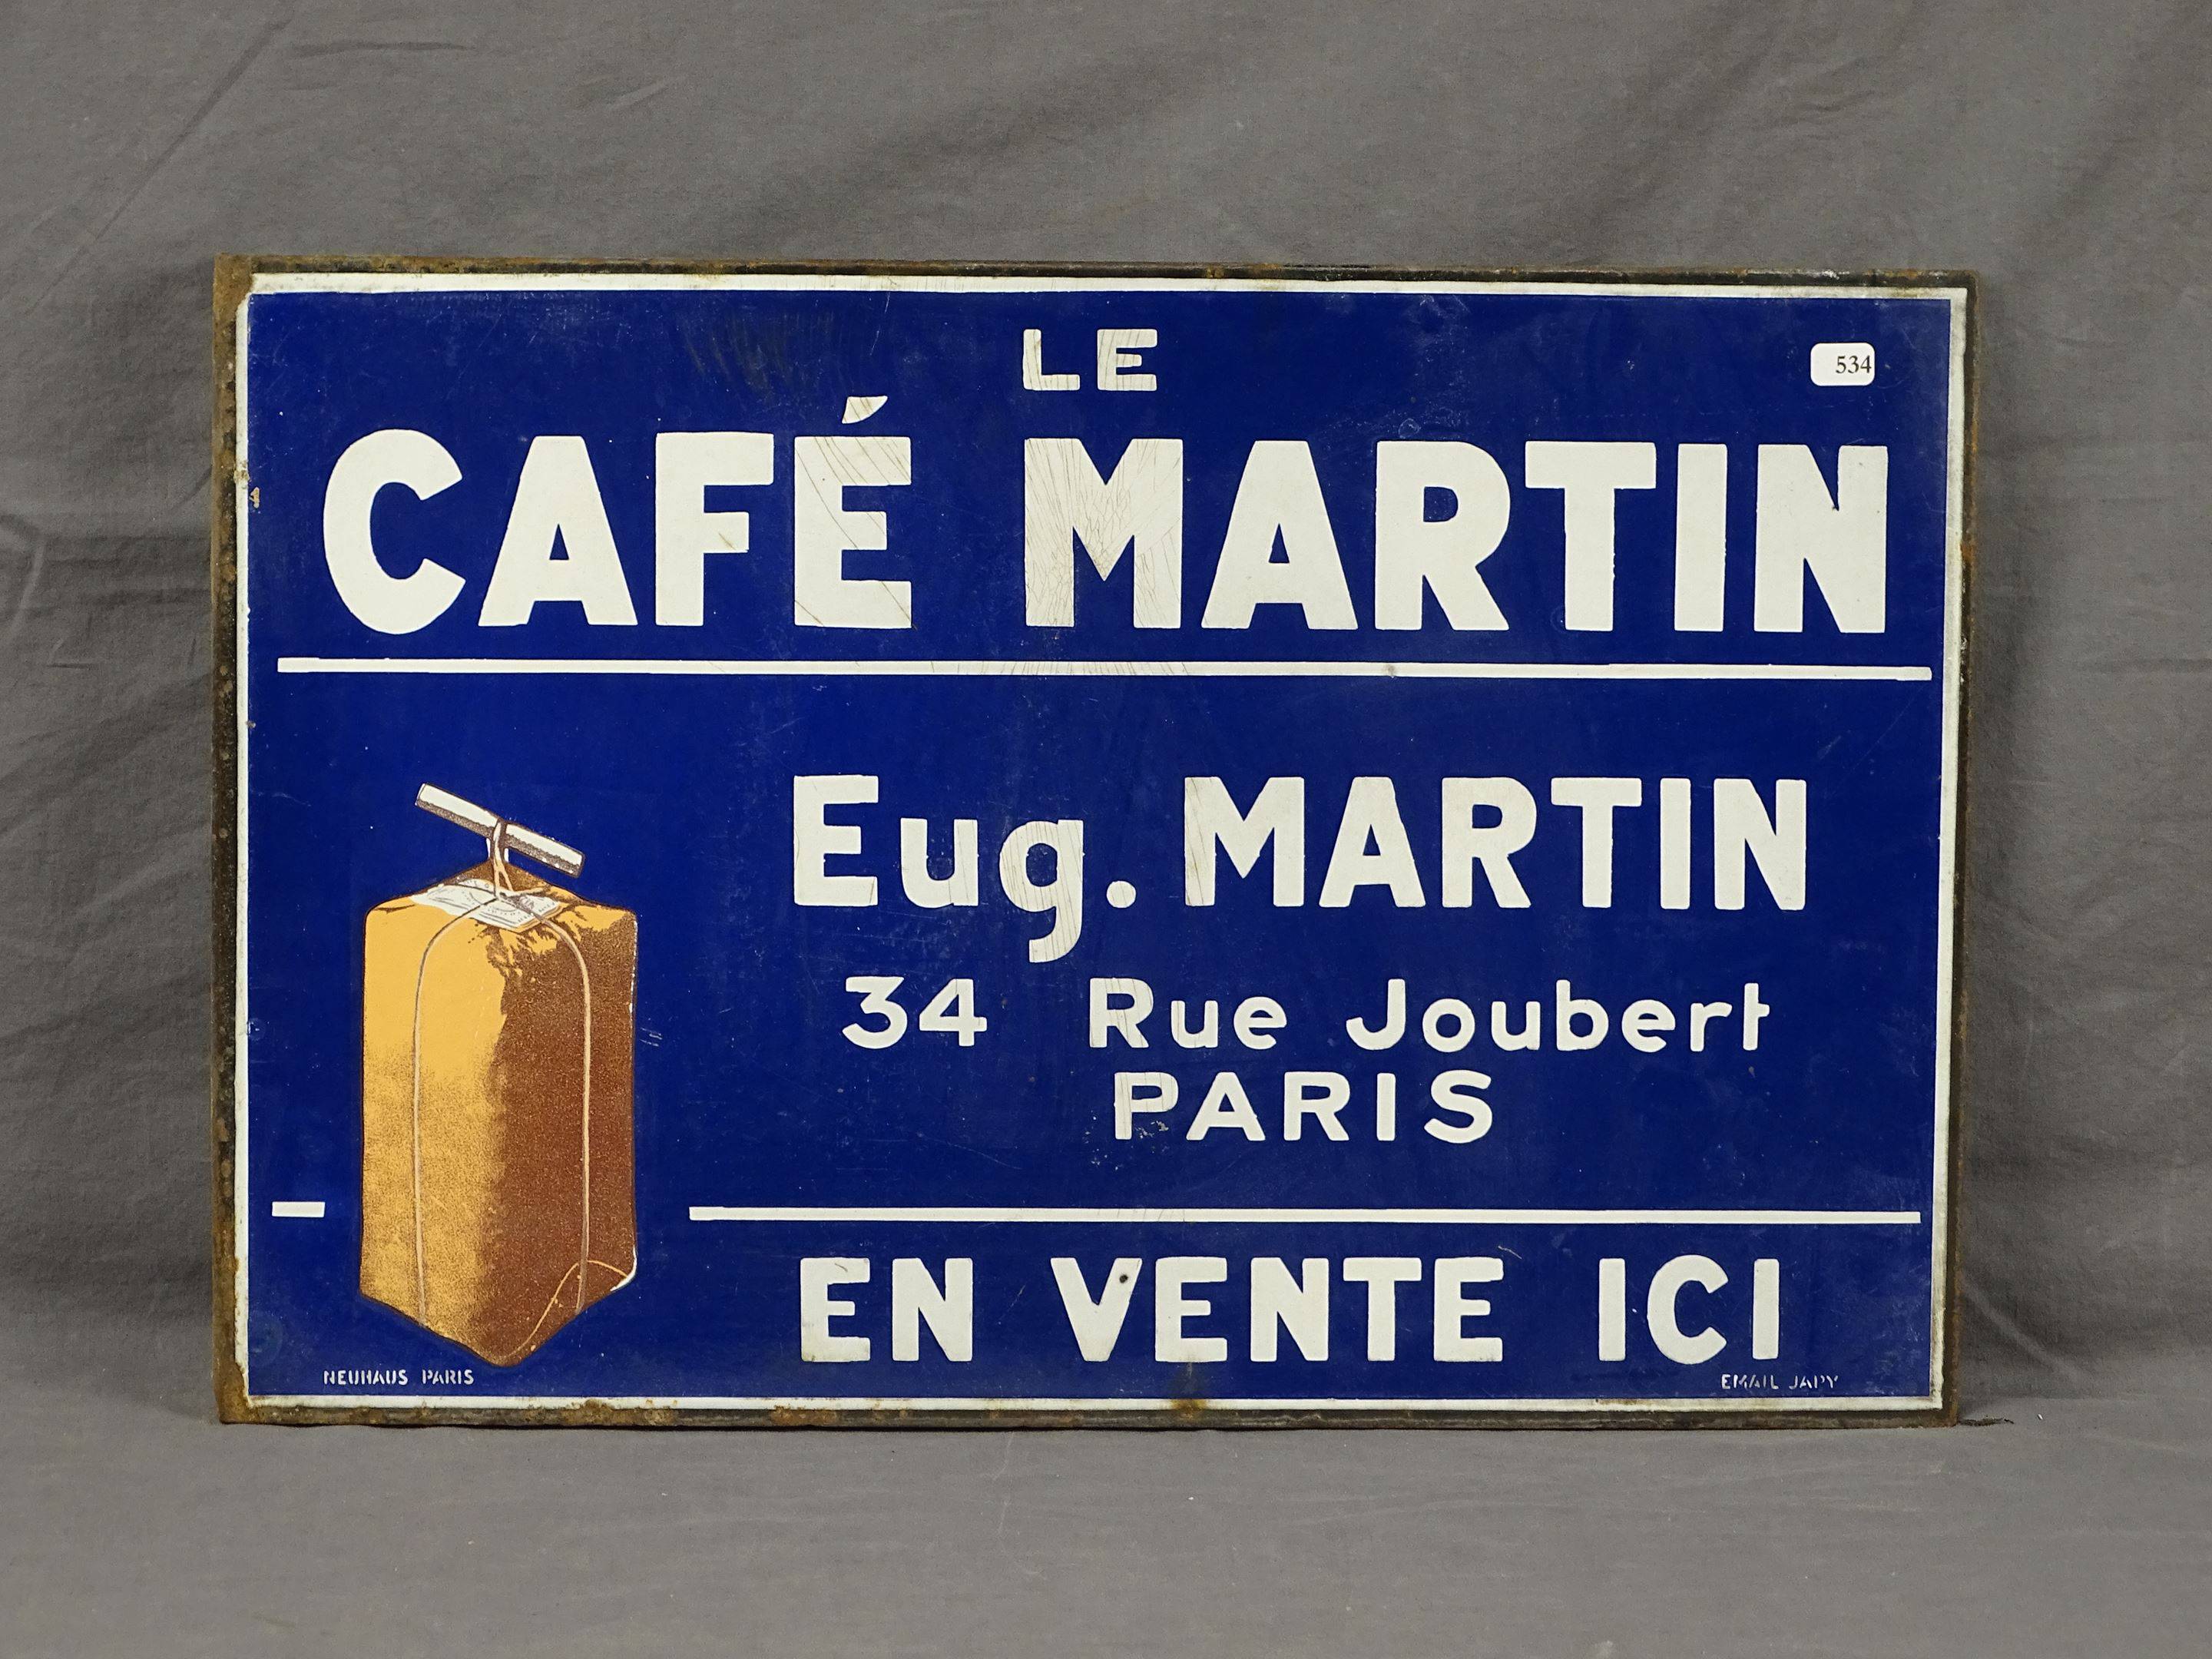 LE
534
CAFÉ MARTIN
Eug. MARTIN
34 Rue Joubert
PARIS
EN VENTE ICI
NEUHAUS PARIS
EMAIL JAPY